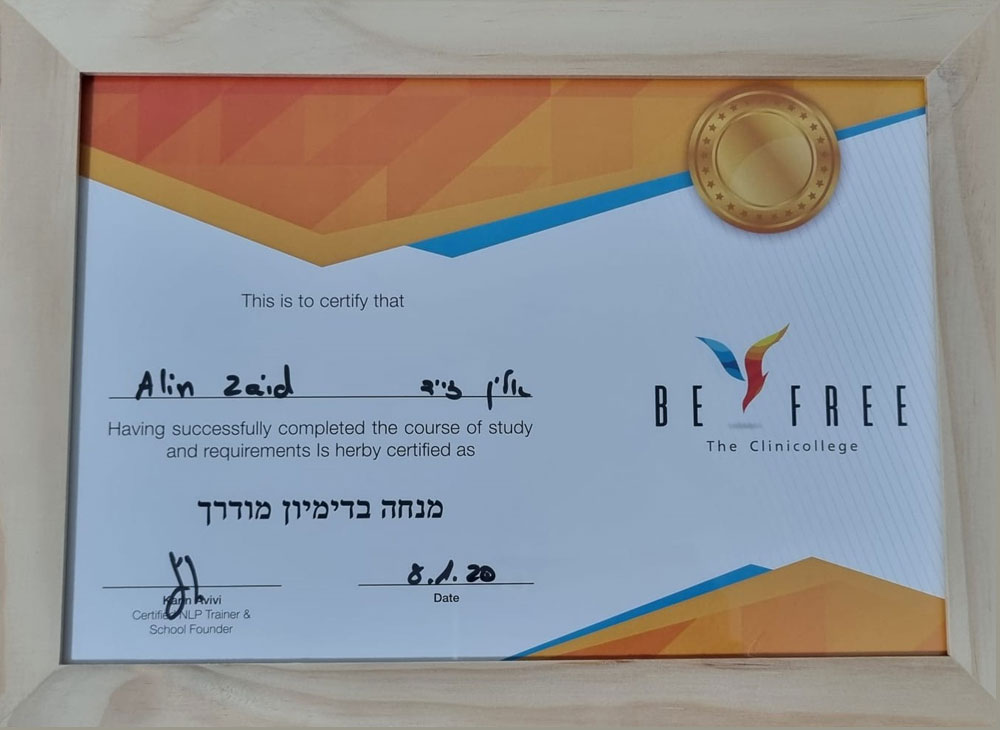 This is to certify that
Alin Zaid אלין זייד
Having successfully completed the course of study
and requirements Is herby certified as
מנחה בדימיון מודרך
8.1.20
Karin Avivi
Date
Certified NLP Trainer &
School Founder
BE FREE
The Clinicollege